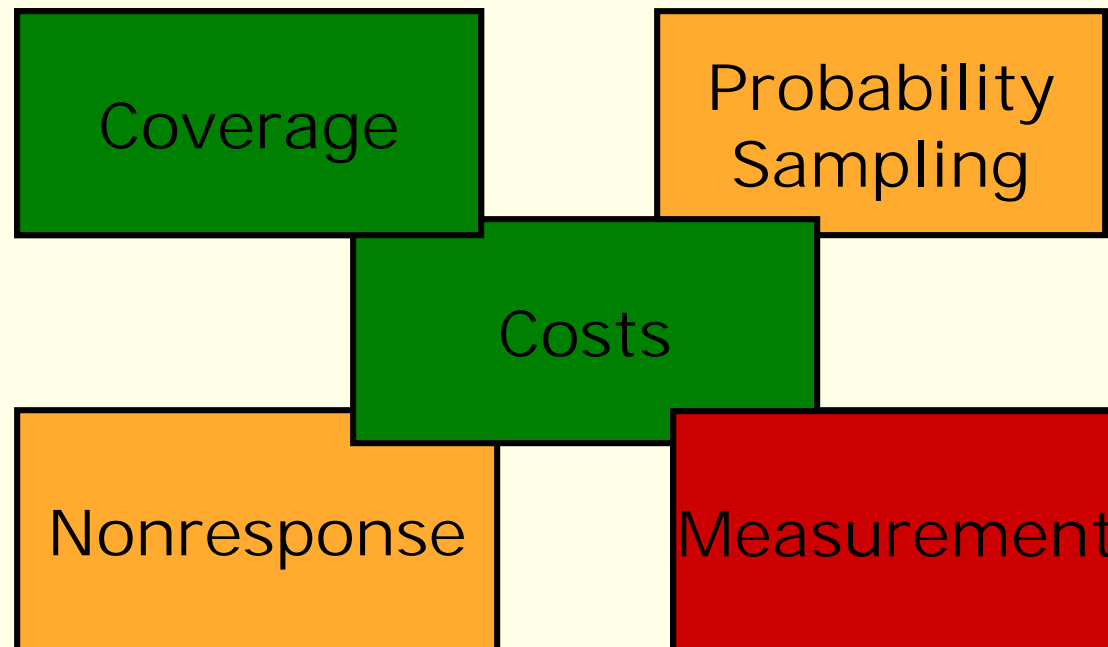 Coverage
Probability
Sampling
Costs
Nonresponse
Measurement